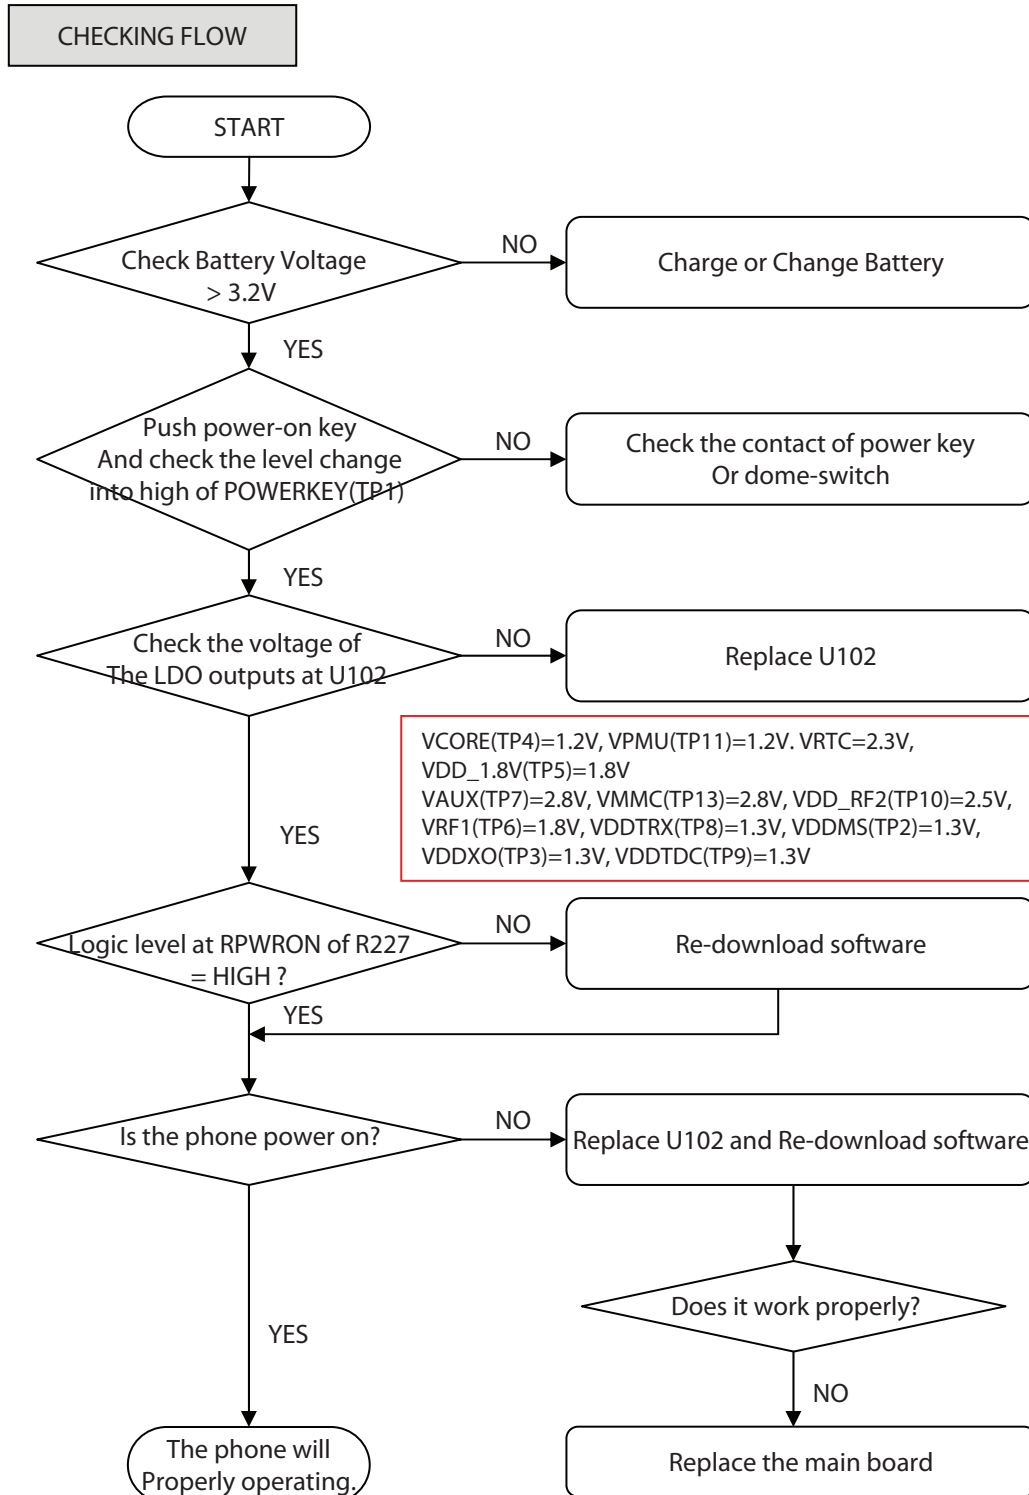 CHECKING FLOW
START
Check Battery Voltage
> 3.2V
NO
Charge or Change Battery
YES
Push power-on key
And check the level change
into high of POWERKEY(TP1)
NO
Check the contact of power key
Or dome-switch
YES
Check the voltage of
The LDO outputs at U102
NO
Replace U102
VCORE(TP4)=1.2V, VPMU(TP11)=1.2V. VRTC=2.3V,
VDD_1.8V(TP5)=1.8V
VAUX(TP7)=2.8V, VMMC(TP13)=2.8V, VDD_RF2(TP10)=2.5V,
VRF1(TP6)=1.8V, VDDTRX(TP8)=1.3V, VDDMS(TP2)=1.3V,
VDDXO(TP3)=1.3V, VDDTDC(TP9)=1.3V
YES
Logic level at RPWRON of R227
= HIGH ?
NO
Re-download software
YES
Is the phone power on?
NO
Replace U102 and Re-download software
Does it work properly?
YES
NO
The phone will
Properly operating.
Replace the main board